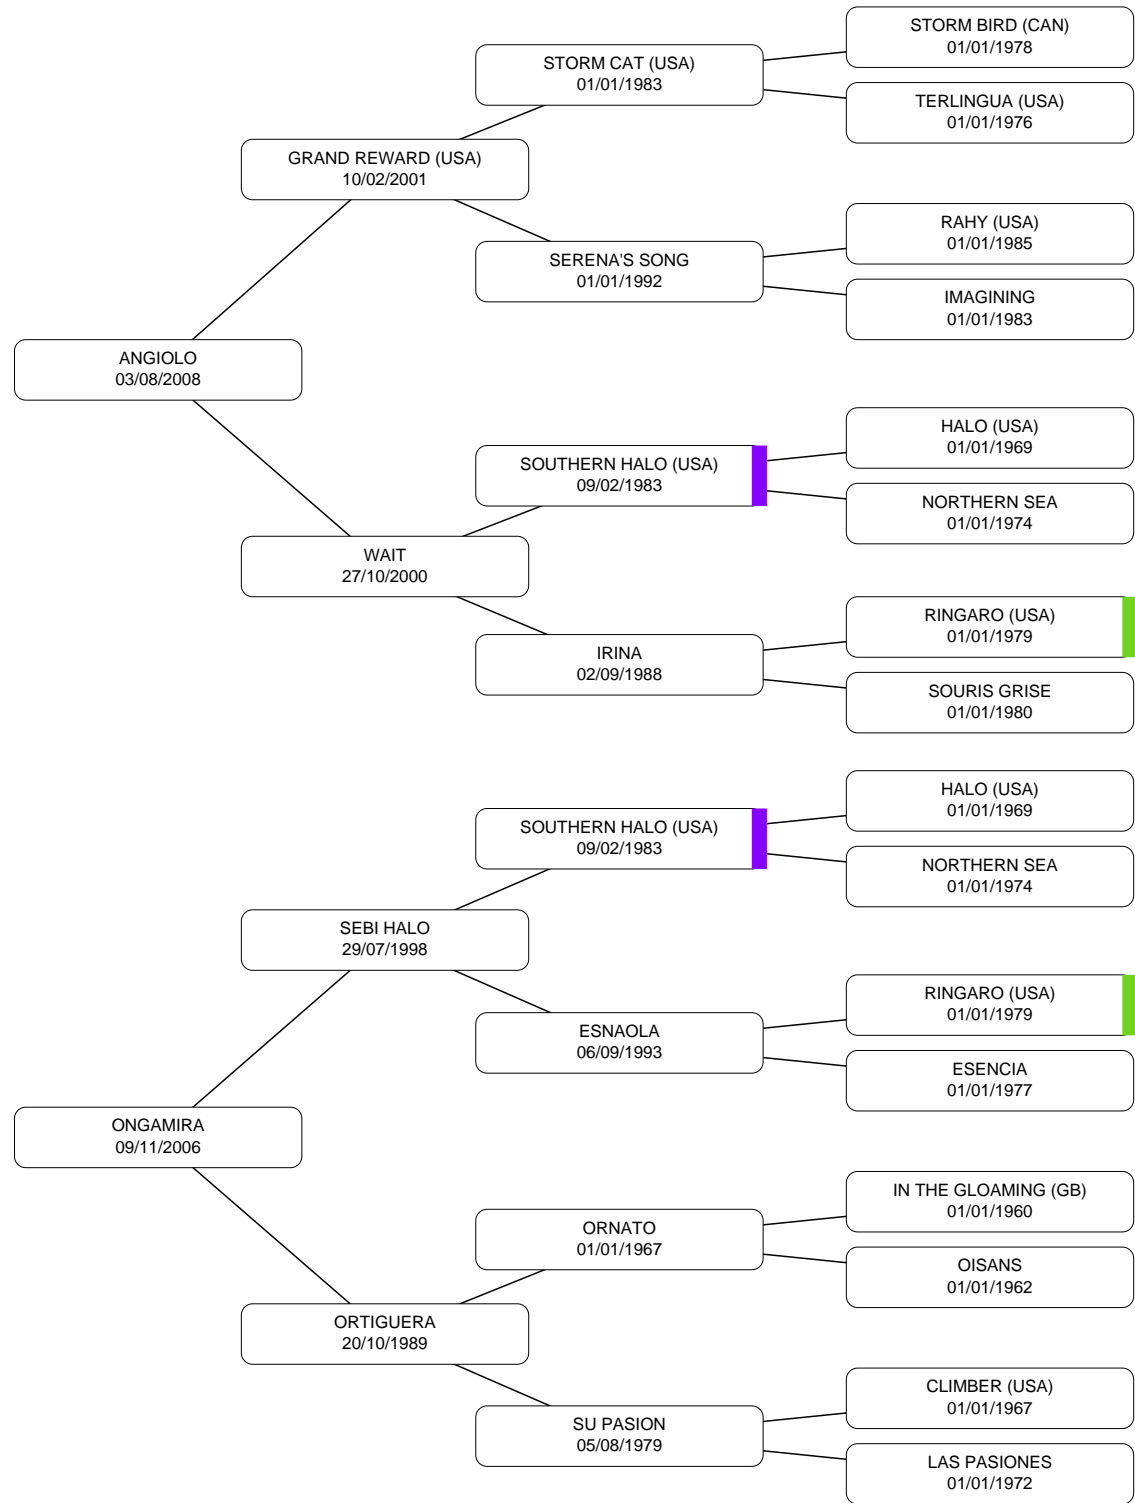 STORM BIRD (CAN)
01/01/1978
STORM CAT (USA)
01/01/1983
TERLINGUA (USA)
01/01/1976
GRAND REWARD (USA)
10/02/2001
RAHY (USA)
01/01/1985
SERENA'S SONG
01/01/1992
IMAGINING
01/01/1983
ANGIOLO
03/08/2008
HALO (USA)
01/01/1969
SOUTHERN HALO (USA)
09/02/1983
NORTHERN SEA
01/01/1974
WAIT
27/10/2000
RINGARO (USA)
01/01/1979
IRINA
02/09/1988
SOURIS GRISE
01/01/1980
HALO (USA)
01/01/1969
SOUTHERN HALO (USA)
09/02/1983
NORTHERN SEA
01/01/1974
SEBI HALO
29/07/1998
RINGARO (USA)
01/01/1979
ESNAOLA
06/09/1993
ESENCIA
01/01/1977
ONGAMIRA
09/11/2006
IN THE GLOAMING (GB)
01/01/1960
ORNATO
01/01/1967
OISANS
01/01/1962
ORTIGUERA
20/10/1989
CLIMBER (USA)
01/01/1967
SU PASION
05/08/1979
LAS PASIONES
01/01/1972